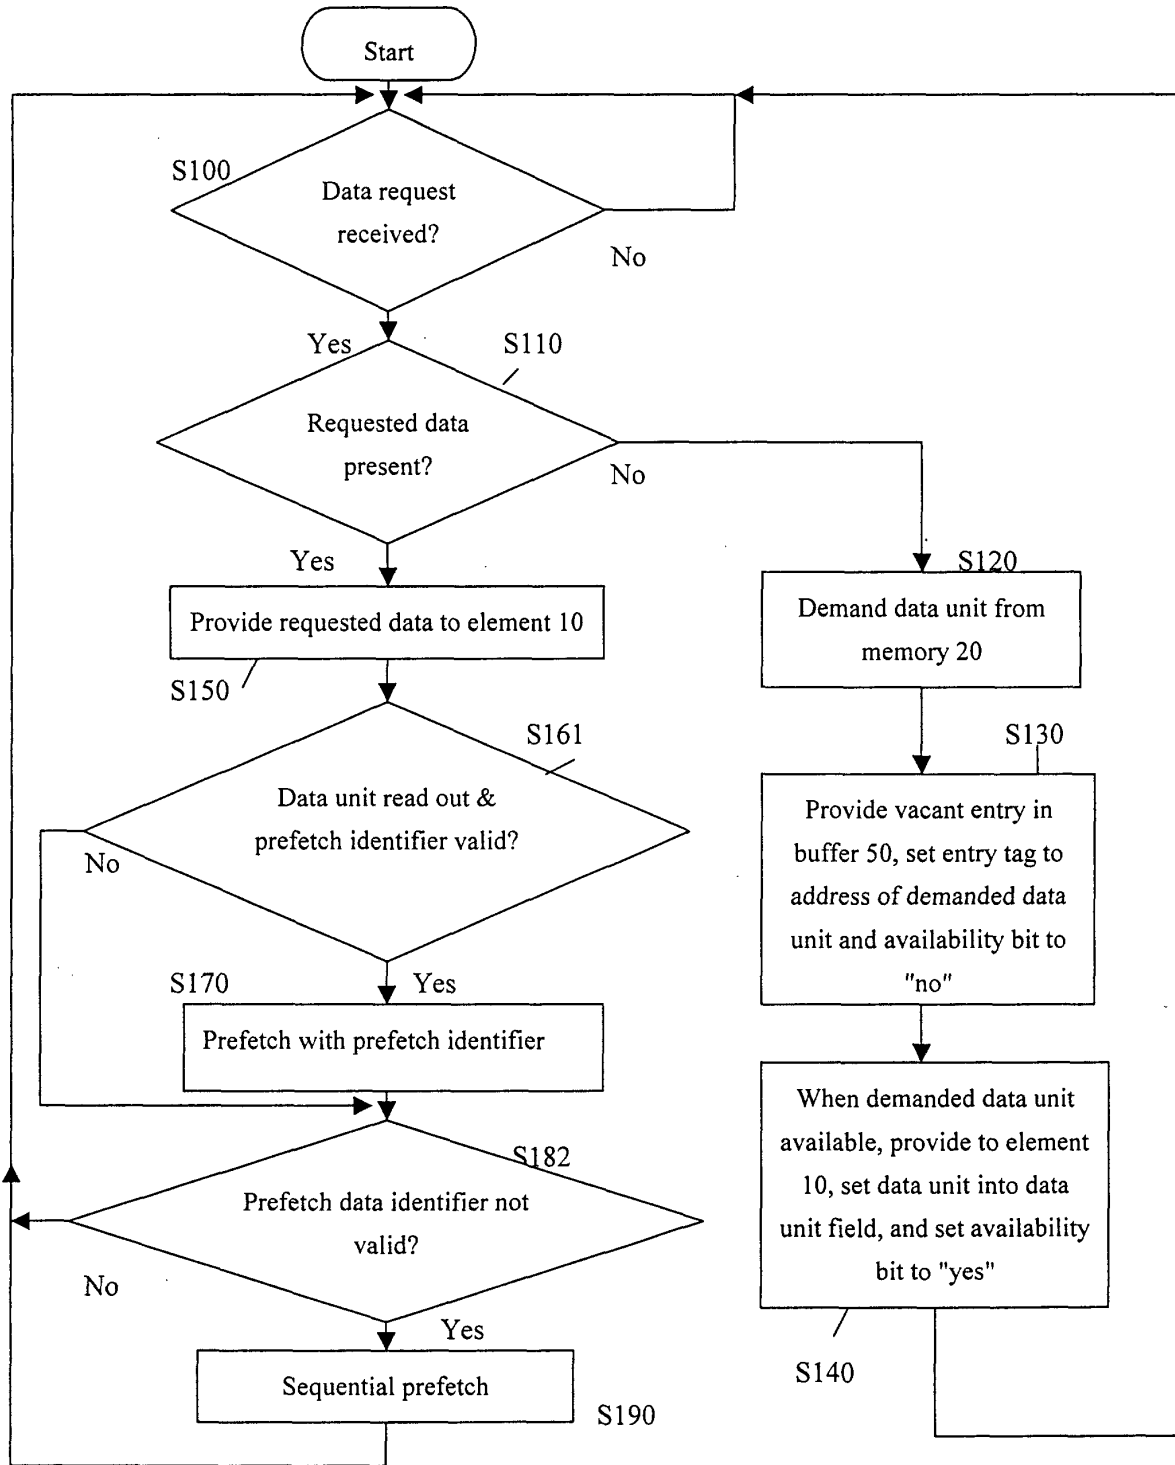 Start
S100
Data request
received?
No
Yes
S110
Requested data
present?
No
Yes
S120
Provide requested data to element 10
Demand data unit from
memory 20
S150
S161
S130
Data unit read out &
prefetch identifier valid?
No
Provide vacant entry in
buffer 50, set entry tag to
address of demanded data
unit and availability bit to
"no"
S170
Yes
Prefetch with prefetch identifier
When demanded data unit
available, provide to element
10, set data unit into data
unit field, and set availability
bit to "yes"
S182
Prefetch data identifier not
valid?
No
Yes
S140
Sequential prefetch
S190